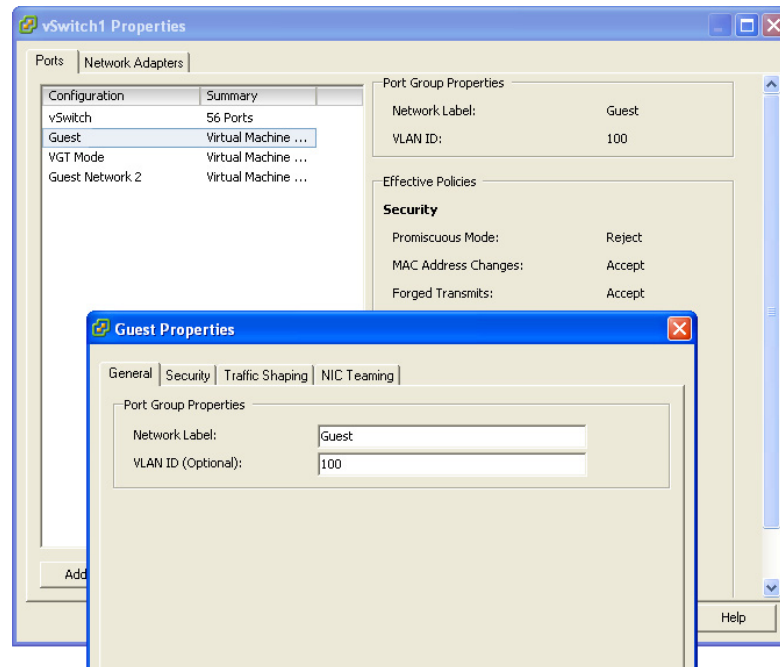 vSwitch1 Properties
Ports Network Adapters
Configuration Summary
vSwitch 56 Ports
Guest Virtual Machine ...
VGT Mode Virtual Machine ...
Guest Network 2 Virtual Machine ...
Port Group Properties
Network Label: Guest
VLAN ID: 100
Effective Policies
Security
Promiscuous Mode: Reject
MAC Address Changes: Accept
Forged Transmits: Accept
Guest Properties
General Security Traffic Shaping NIC Teaming
Port Group Properties
Network Label: Guest
VLAN ID (Optional): 100
Add
Help